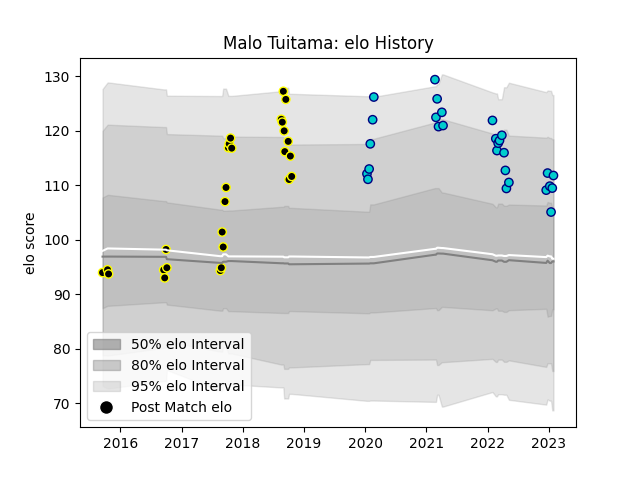 Malo Tuitama: elo History
130
120
110
100
90
80
70
elo score
50% elo Interval
80% elo Interval
95% elo Interval
Post Match elo
2016 2017 2018 2019 2020 2021 2022 2023